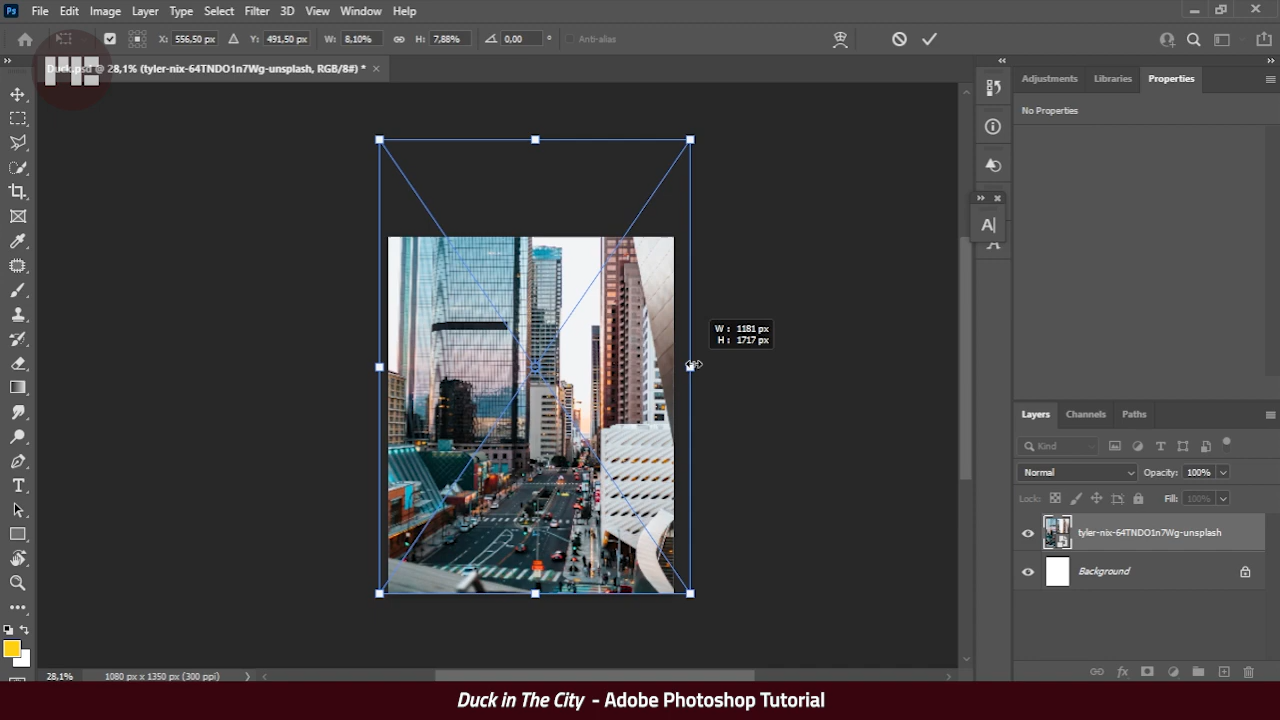 Ps File Edit Image Layer Type Select Filter 3D View Window Help
X: 556,50 px Y: 491,50 px W: 8,10% H: 7,88% 0,00 ° Anti-alias
Duck.psd @ 28,1% (tyler-nix-64TNDO1n7Wg-unsplash, RGB/8#) * ×
Adjustments Libraries Properties
No Properties
A|
A
W : 1181 px
H : 1717 px
Layers Channels Paths
Kind
Normal Opacity: 100%
Lock: Fill: 100%
tyler-nix-64TNDO1n7Wg-unsplash
Background
T
28,1% 1080 px x 1350 px (300 ppi)
Duck in The City - Adobe Photoshop Tutorial